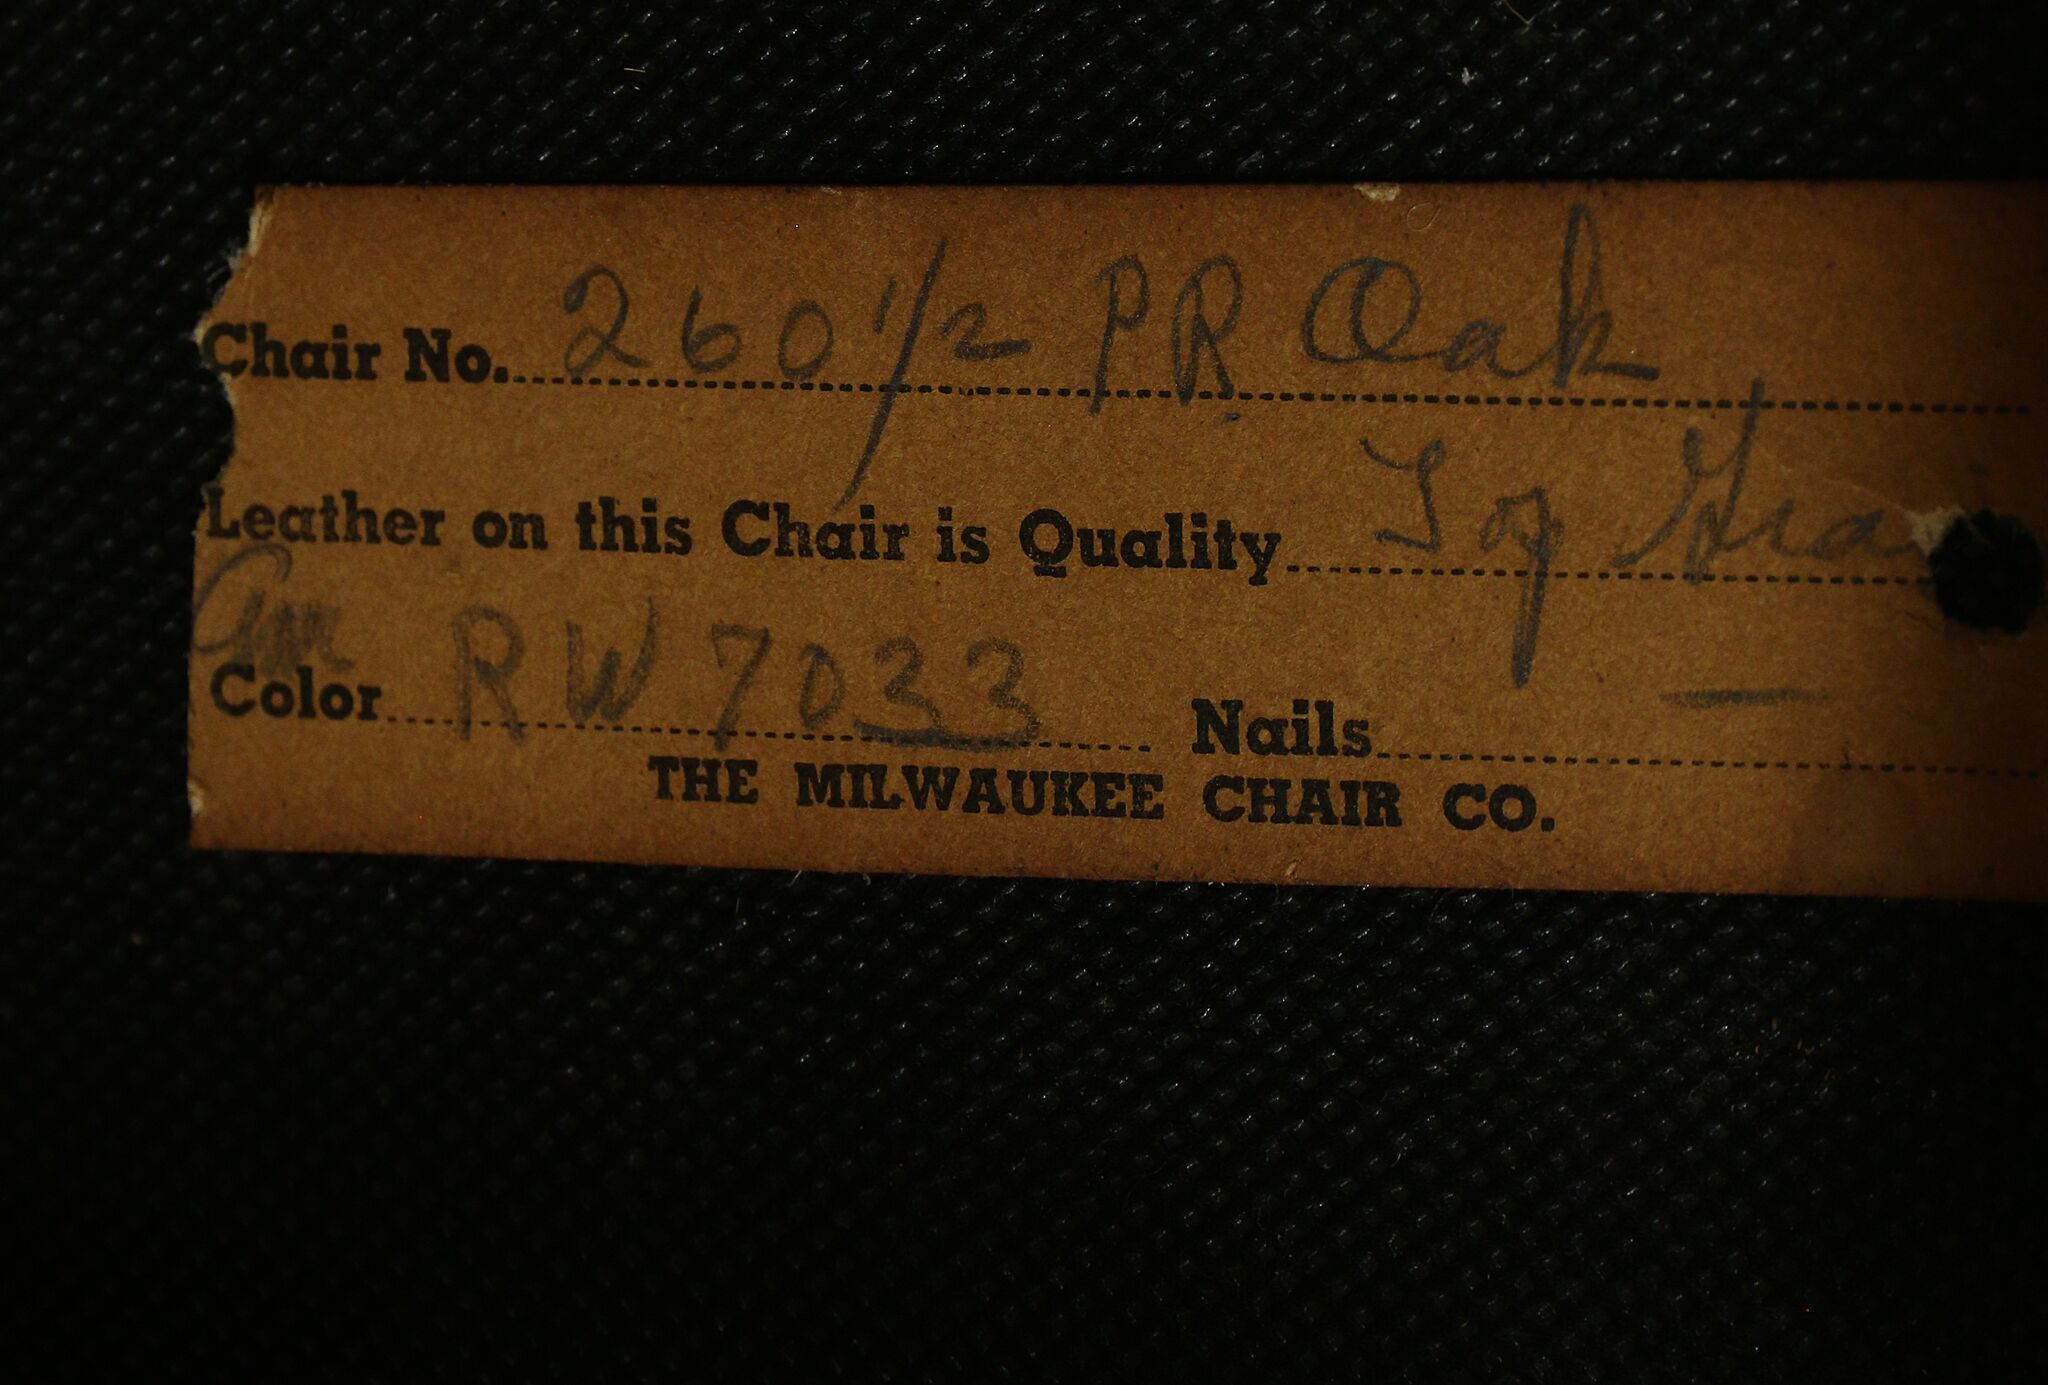 Chair No. 260 1/2 PR Oak
Leather on this Chair is Quality Top Grai
Color RW 7033 Nails —
THE MILWAUKEE CHAIR CO.